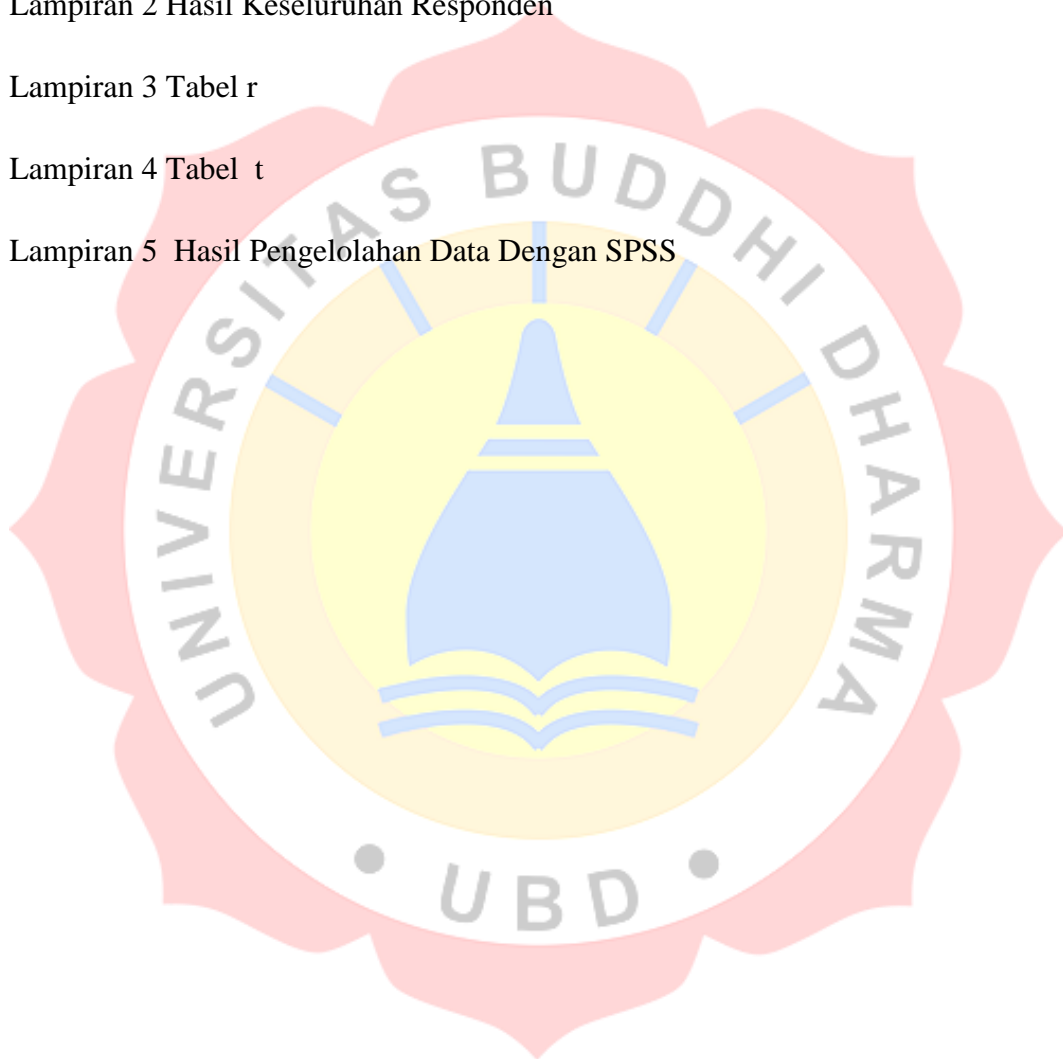 Lampiran 2 Hasil Keseluruhan Responden
Lampiran 3 Tabel r
Lampiran 4 Tabel  t
Lampiran 5  Hasil Pengelolahan Data Dengan SPSS
UNIVERSITAS BUDDHI DHARMA
• UBD •